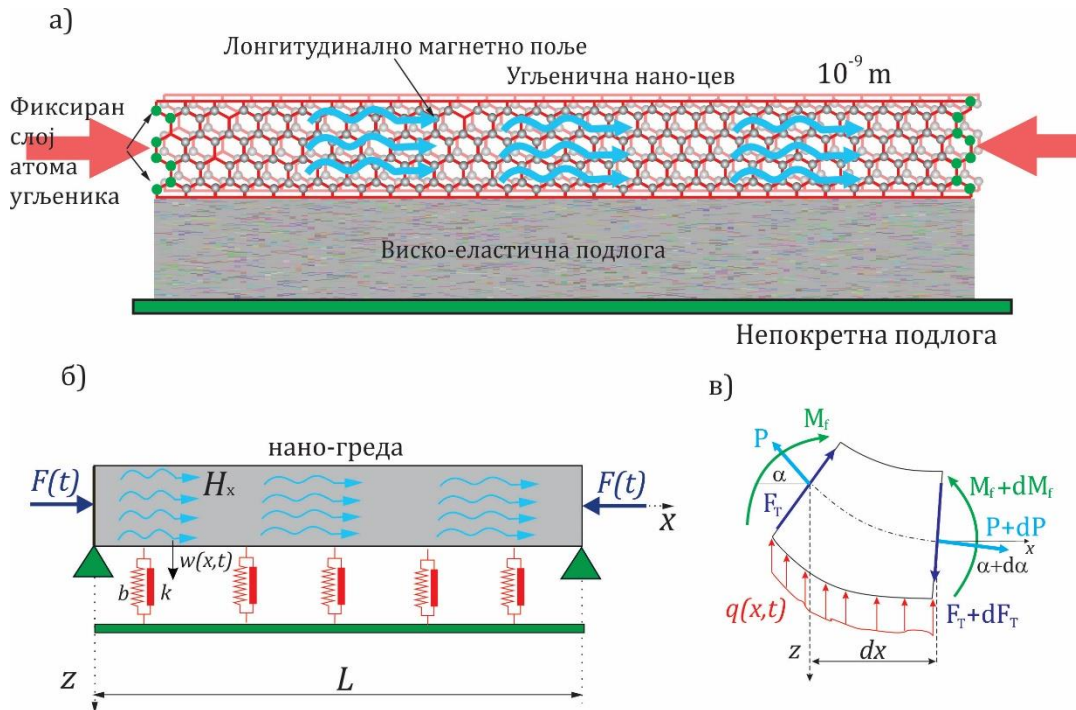 а)
Лонгитудинално магнетно поље
Угљенична нано-цев
10⁻⁹ m
Фиксиран
слој
атома
угљеника
Виско-еластична подлога
Непокретна подлога
б)
нано-греда
F(t)
Hₓ
F(t)
x
w(x,t)
b
k
z
L
в)
M_f
P
α
F_T
M_f+dM_f
P+dP
x
α+dα
q(x,t)
F_T+dF_T
z
dx